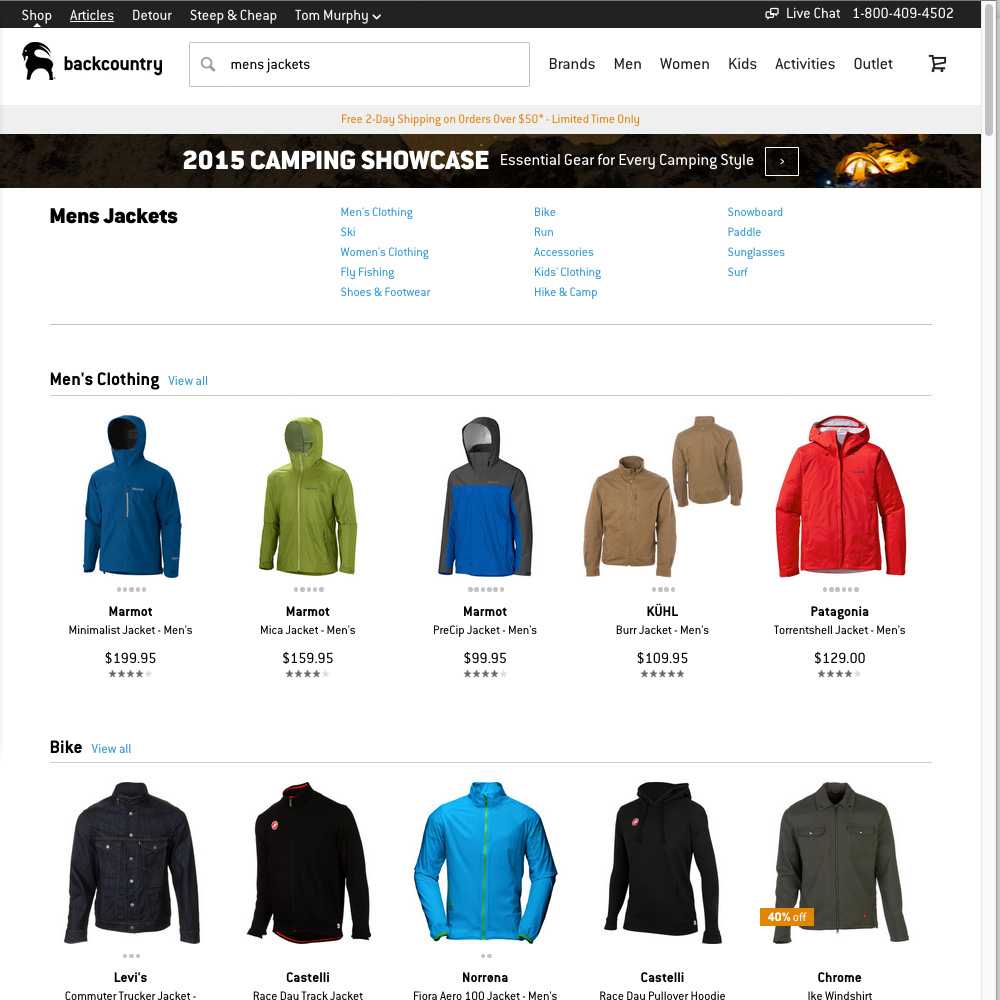 Shop Articles Detour Steep & Cheap Tom Murphy Live Chat 1-800-409-4502
backcountry mens jackets Brands Men Women Kids Activities Outlet
Free 2-Day Shipping on Orders Over $50* - Limited Time Only
2015 CAMPING SHOWCASE Essential Gear for Every Camping Style >
Mens Jackets
Men's Clothing Bike Snowboard
Ski Run Paddle
Women's Clothing Accessories Sunglasses
Fly Fishing Kids' Clothing Surf
Shoes & Footwear Hike & Camp
Men's Clothing View all
Marmot Marmot Marmot KÜHL Patagonia
Minimalist Jacket - Men's Mica Jacket - Men's PreCip Jacket - Men's Burr Jacket - Men's Torrentshell Jacket - Men's
$199.95 $159.95 $99.95 $109.95 $129.00
Bike View all
40% off
Levi's Castelli Norrøna Castelli Chrome
Commuter Trucker Jacket - Race Day Track Jacket Fiora Aero 100 Jacket - Men's Race Day Pullover Hoodie Ike Windshirt